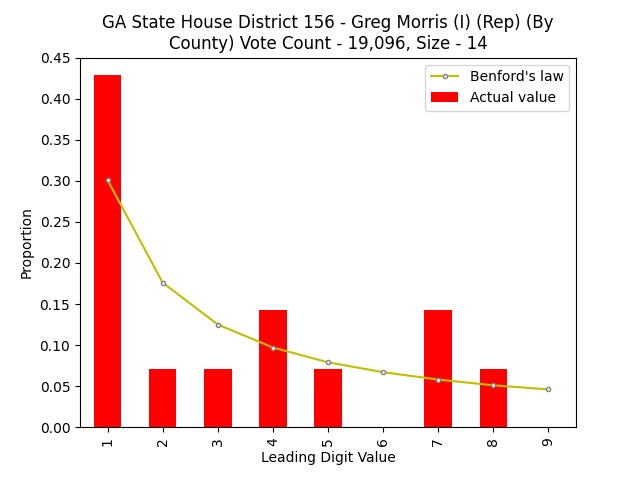 GA State House District 156 - Greg Morris (I) (Rep) (By
County) Vote Count - 19,096, Size - 14
Benford's law
Actual value
0.45
0.40
0.35
0.30
0.25
0.20
0.15
0.10
0.05
0.00
Proportion
1 2 3 4 5 6 7 8 9
Leading Digit Value